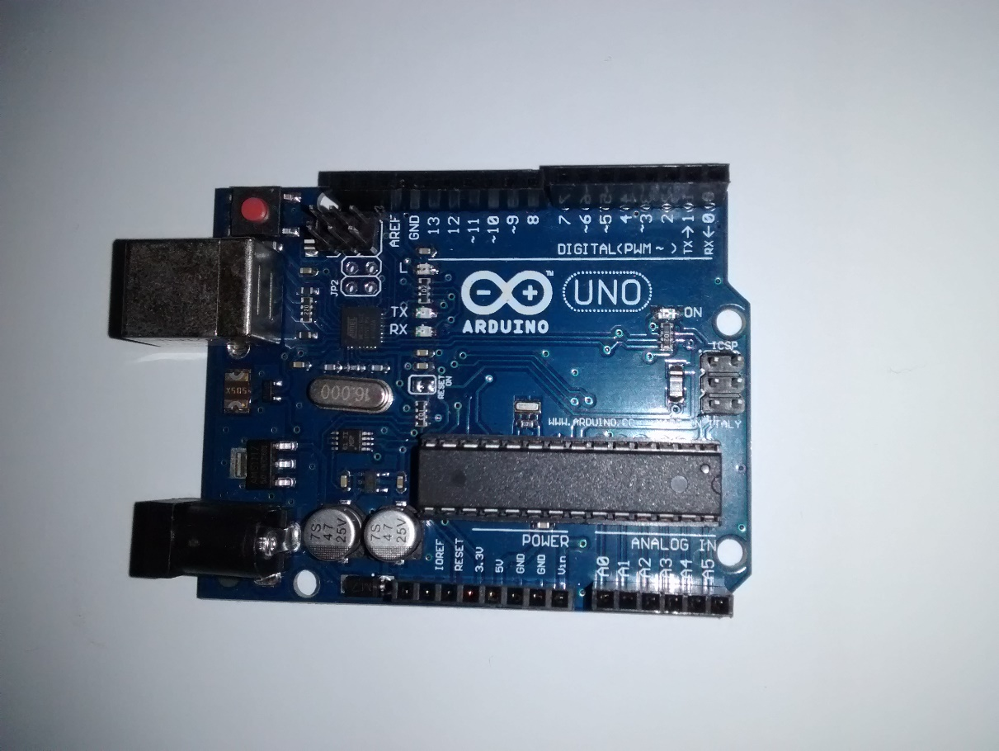 AREF
GND
13
12
~11
~10
~9
8
7
~6
~5
4
~3
2
TX→1
RX←0
DIGITAL(PWM~)
L
JP2
TX
RX
ARDUINO
TM
UNO
ON
ICSP
RESET
ON
16.000
WWW.ARDUINO.CC
IN ITALY
7S
47
25V
7S
47
25V
IOREF
RESET
3.3V
5V
GND
GND
Vin
POWER
ANALOG IN
A0
A1
A2
A3
A4
A5